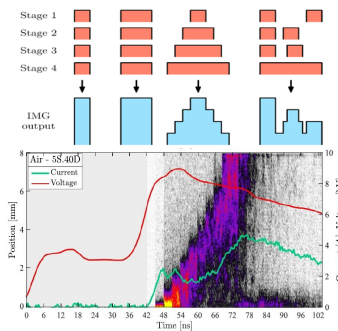 Stage 1
Stage 2
Stage 3
Stage 4
IMG
output
Air - 5S.40D
Current
Voltage
8
6
4
2
0
Position [mm]
10
8
6
4
2
0
0 6 12 18 24 30 36 42 48 54 60 66 72 78 84 90 96 102
Time [ns]